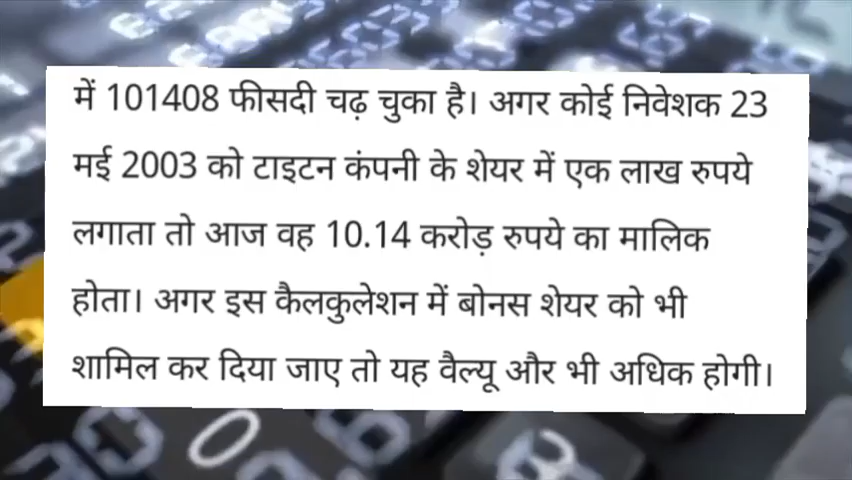 में 101408 फीसदी चढ़ चुका है। अगर कोई निवेशक 23
मई 2003 को टाइटन कंपनी के शेयर में एक लाख रुपये
लगाता तो आज वह 10.14 करोड़ रुपये का मालिक
होता। अगर इस कैलकुलेशन में बोनस शेयर को भी
शामिल कर दिया जाए तो यह वैल्यू और भी अधिक होगी।